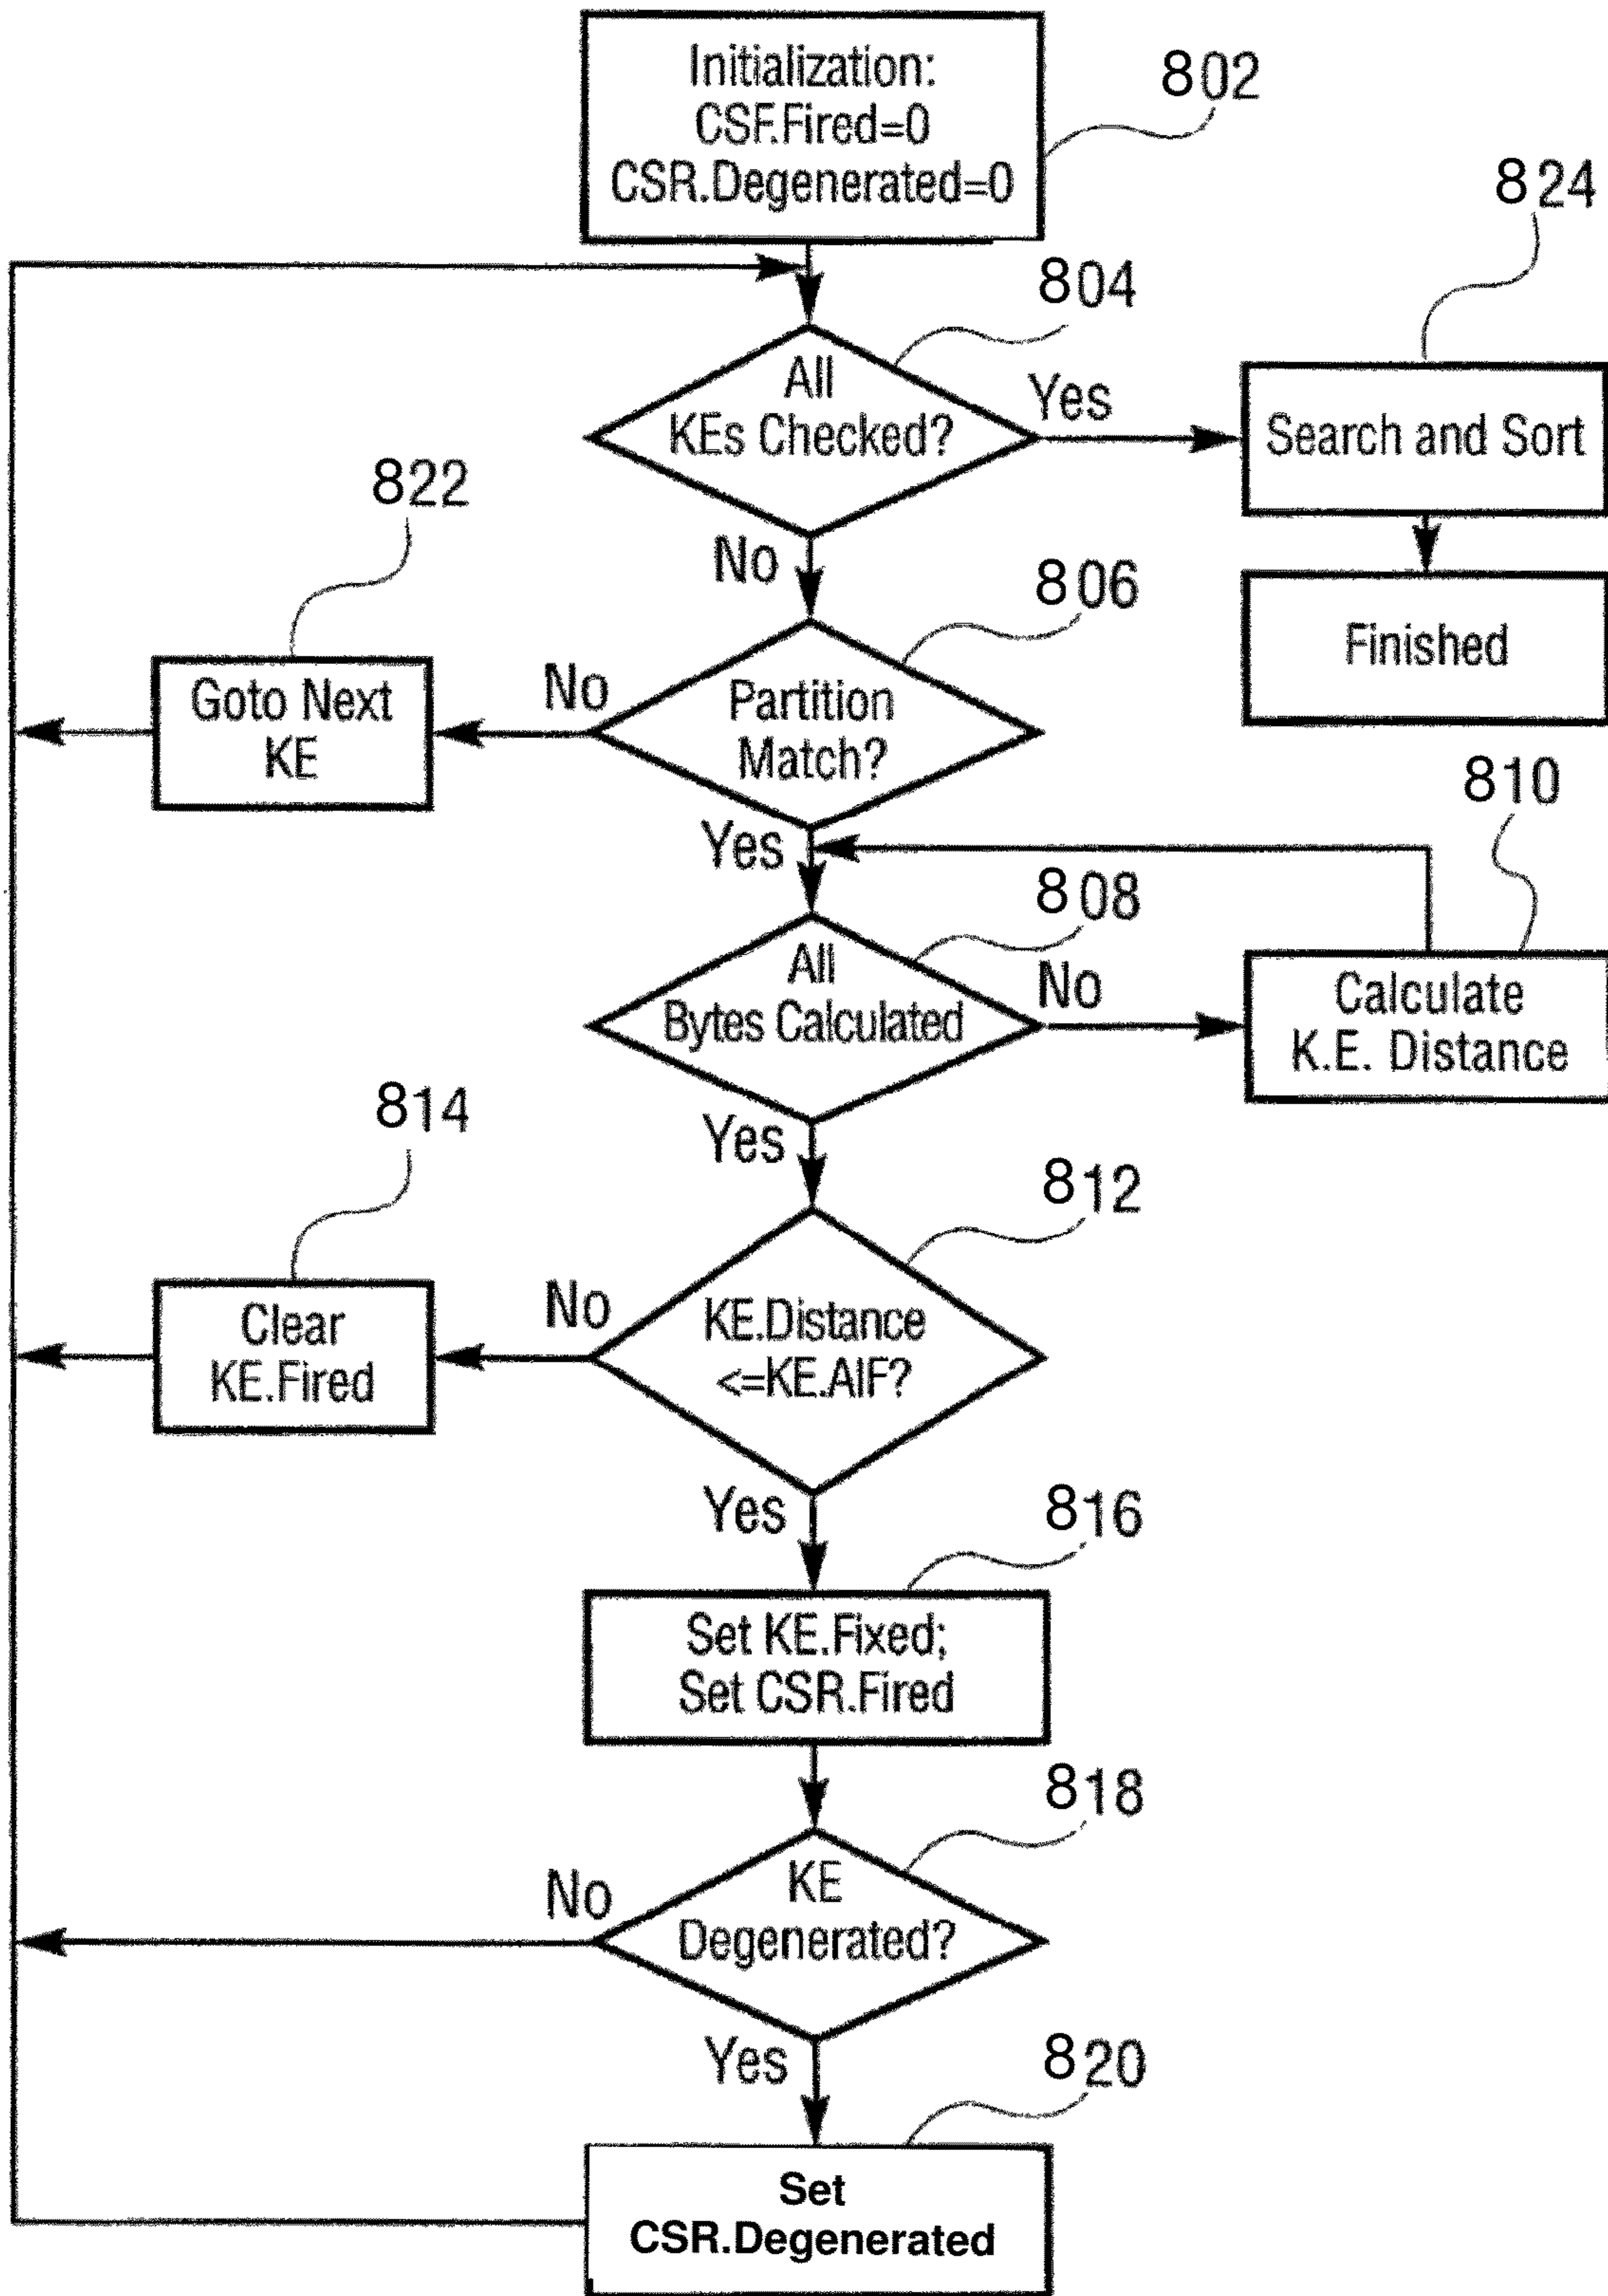 Initialization:
CSF.Fired=0
CSR.Degenerated=0
802
824
804
All
KEs Checked?
Yes
Search and Sort
822
No
806
Finished
Goto Next
KE
No
Partition
Match?
810
Yes
808
All
Bytes Calculated
No
Calculate
K.E. Distance
814
Yes
812
Clear
KE.Fired
No
KE.Distance
<=KE.AIF?
Yes
816
Set KE.Fixed;
Set CSR.Fired
818
No
KE
Degenerated?
Yes
820
Set
CSR.Degenerated